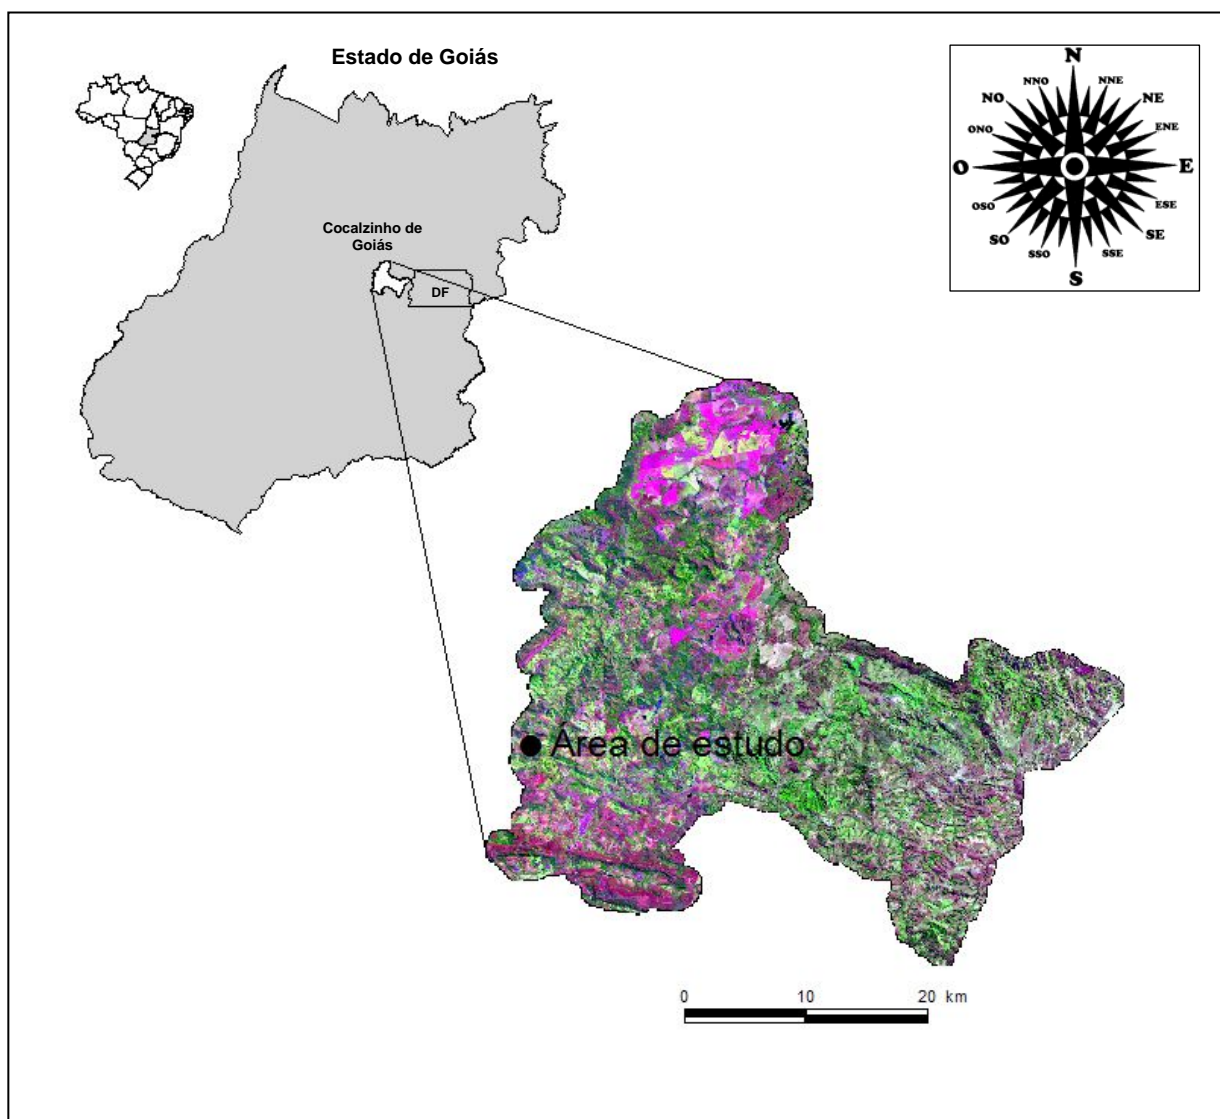 Estado de Goiás
Cocalzinho de
Goiás
DF
N
NNO
NNE
NO
NE
ONO
ENE
O
E
OSO
ESE
SO
SE
SSO
SSE
S
Área de estudo
0 10 20 km